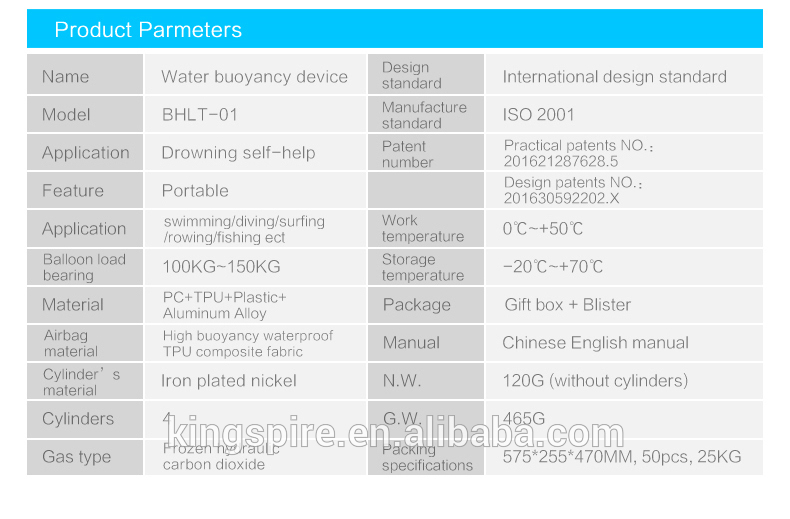 Product Parmeters
Name Water buoyancy device Design standard International design standard
Model BHLT-01 Manufacture standard ISO 2001
Application Drowning self-help Patent number Practical patents NO.: 201621287628.5
Feature Portable Design patents NO.: 201630592202.X
Application swimming/diving/surfing /rowing/fishing ect Work temperature 0℃~+50℃
Balloon load bearing 100KG~150KG Storage temperature -20℃~+70℃
Material PC+TPU+Plastic+ Aluminum Alloy Package Gift box + Blister
Airbag material High buoyancy waterproof TPU composite fabric Manual Chinese English manual
Cylinder's material Iron plated nickel N.W. 120G (without cylinders)
Cylinders 4 G.W. 465G
kingspire.en.alibaba.com
Gas type Frozen hydraulic carbon dioxide Packing specifications 575*255*470MM, 50pcs, 25KG